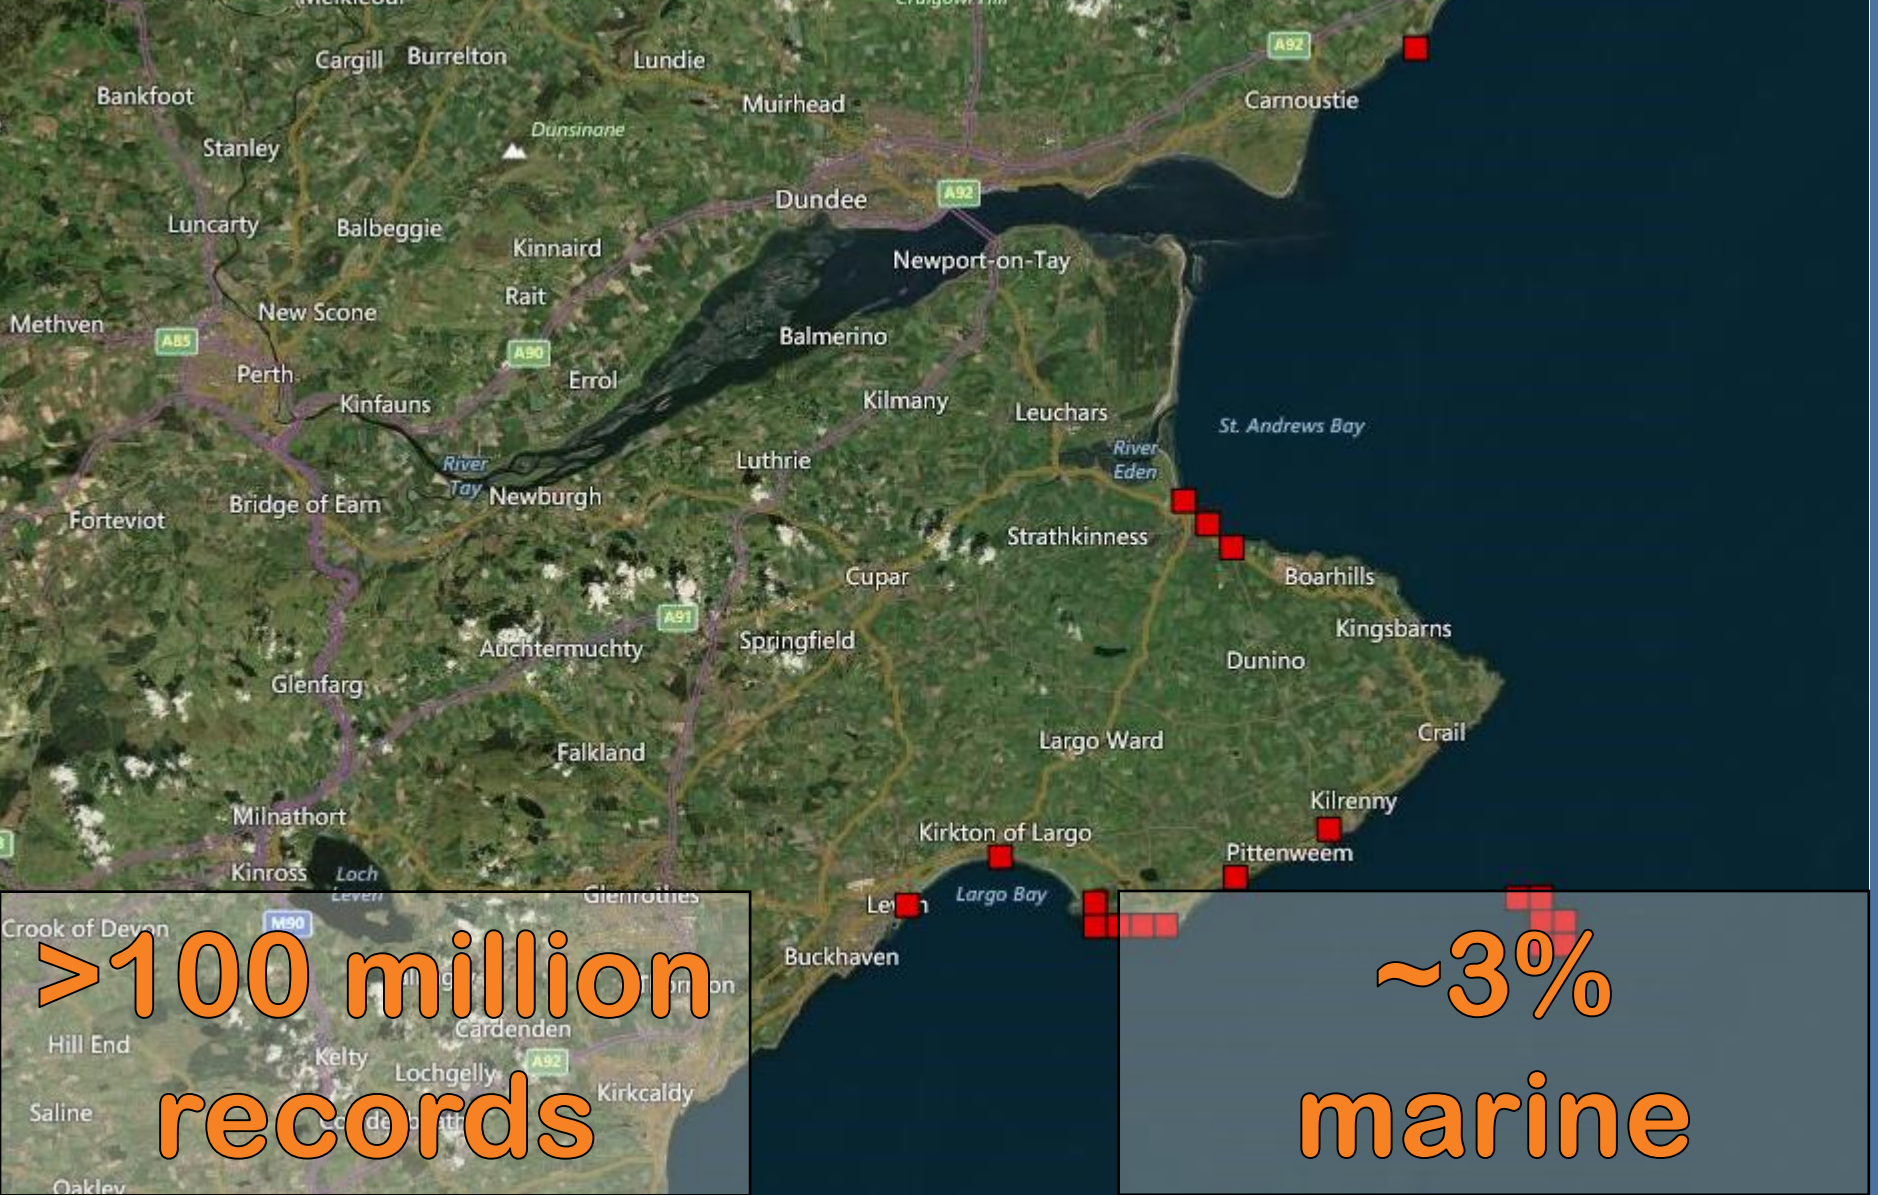 Cargill
Burrelton
Lundie
A92
Bankfoot
Muirhead
Carnoustie
Dunsinane
Stanley
Dundee
A92
Luncarty
Balbeggie
Kinnaird
Newport-on-Tay
Rait
New Scone
Methven
A85
Balmerino
A90
Perth
Errol
Kinfauns
Kilmany
Leuchars
St. Andrews Bay
River
Eden
River
Tay
Luthrie
Newburgh
Bridge of Earn
Forteviot
Strathkinness
Cupar
Boarhills
A91
Kingsbarns
Auchtermuchty
Springfield
Dunino
Glenfarg
Crail
Falkland
Largo Ward
Kilrenny
Milnathort
Kirkton of Largo
Pittenweem
Kinross
Loch
Leven
Glenrothes
Largo Bay
Crook of Devon
M90
Buckhaven
>100 million
records
~3%
marine
Cardenden
Hill End
Kelty
A92
Lochgelly
Kirkcaldy
Saline
Oakley